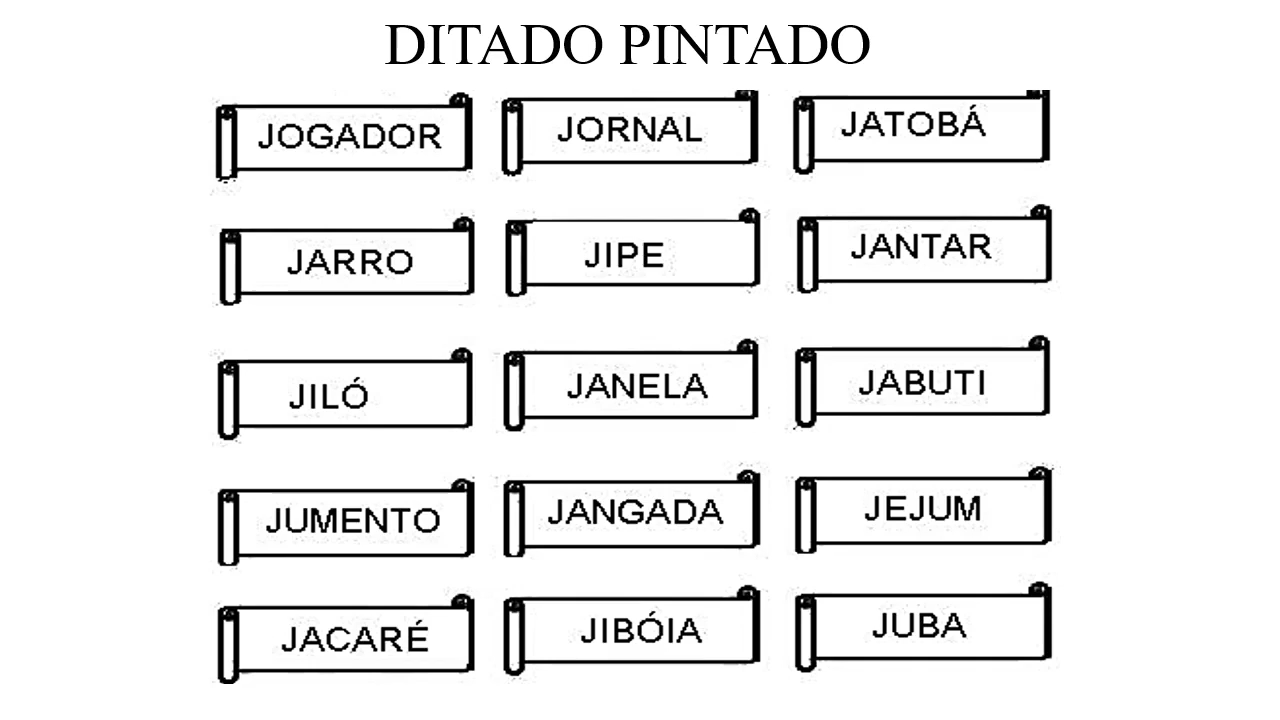 DITADO PINTADO
JOGADOR JORNAL JATOBÁ
JARRO JIPE JANTAR
JILÓ JANELA JABUTI
JUMENTO JANGADA JEJUM
JACARÉ JIBÓIA JUBA